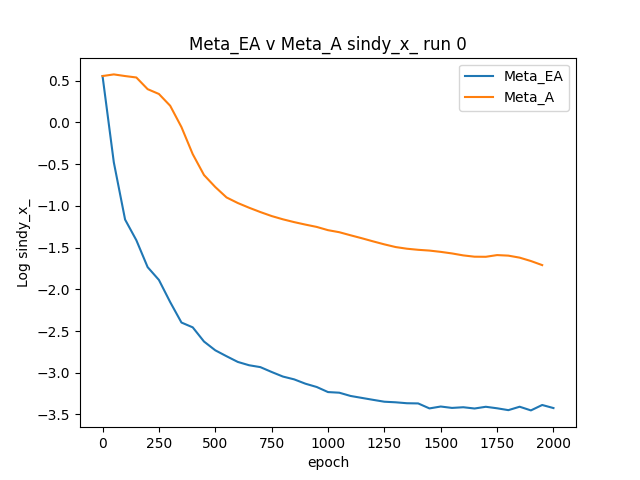 Meta_EA v Meta_A sindy_x_ run 0
Meta_EA
Meta_A
Log sindy_x_
0.5
0.0
−0.5
−1.0
−1.5
−2.0
−2.5
−3.0
−3.5
0 250 500 750 1000 1250 1500 1750 2000
epoch